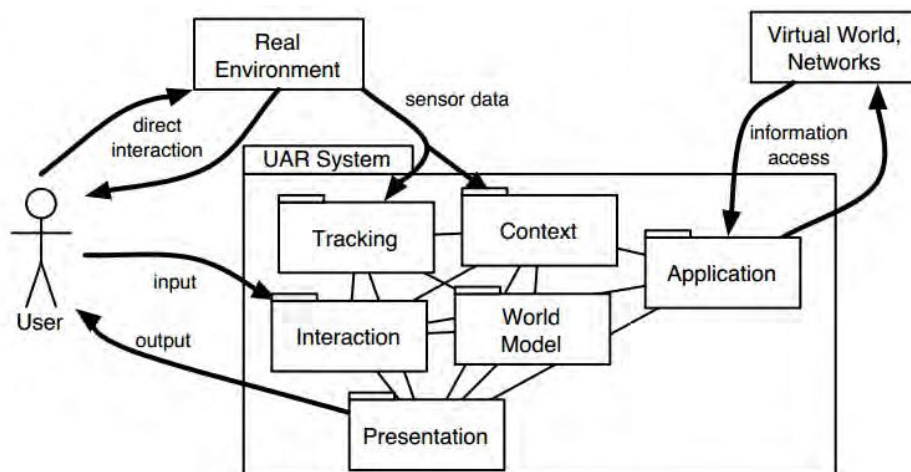 Real
Environment
Virtual World,
Networks
sensor data
direct
interaction
information
access
UAR System
Tracking
Context
Application
input
User
Interaction
World
Model
output
Presentation